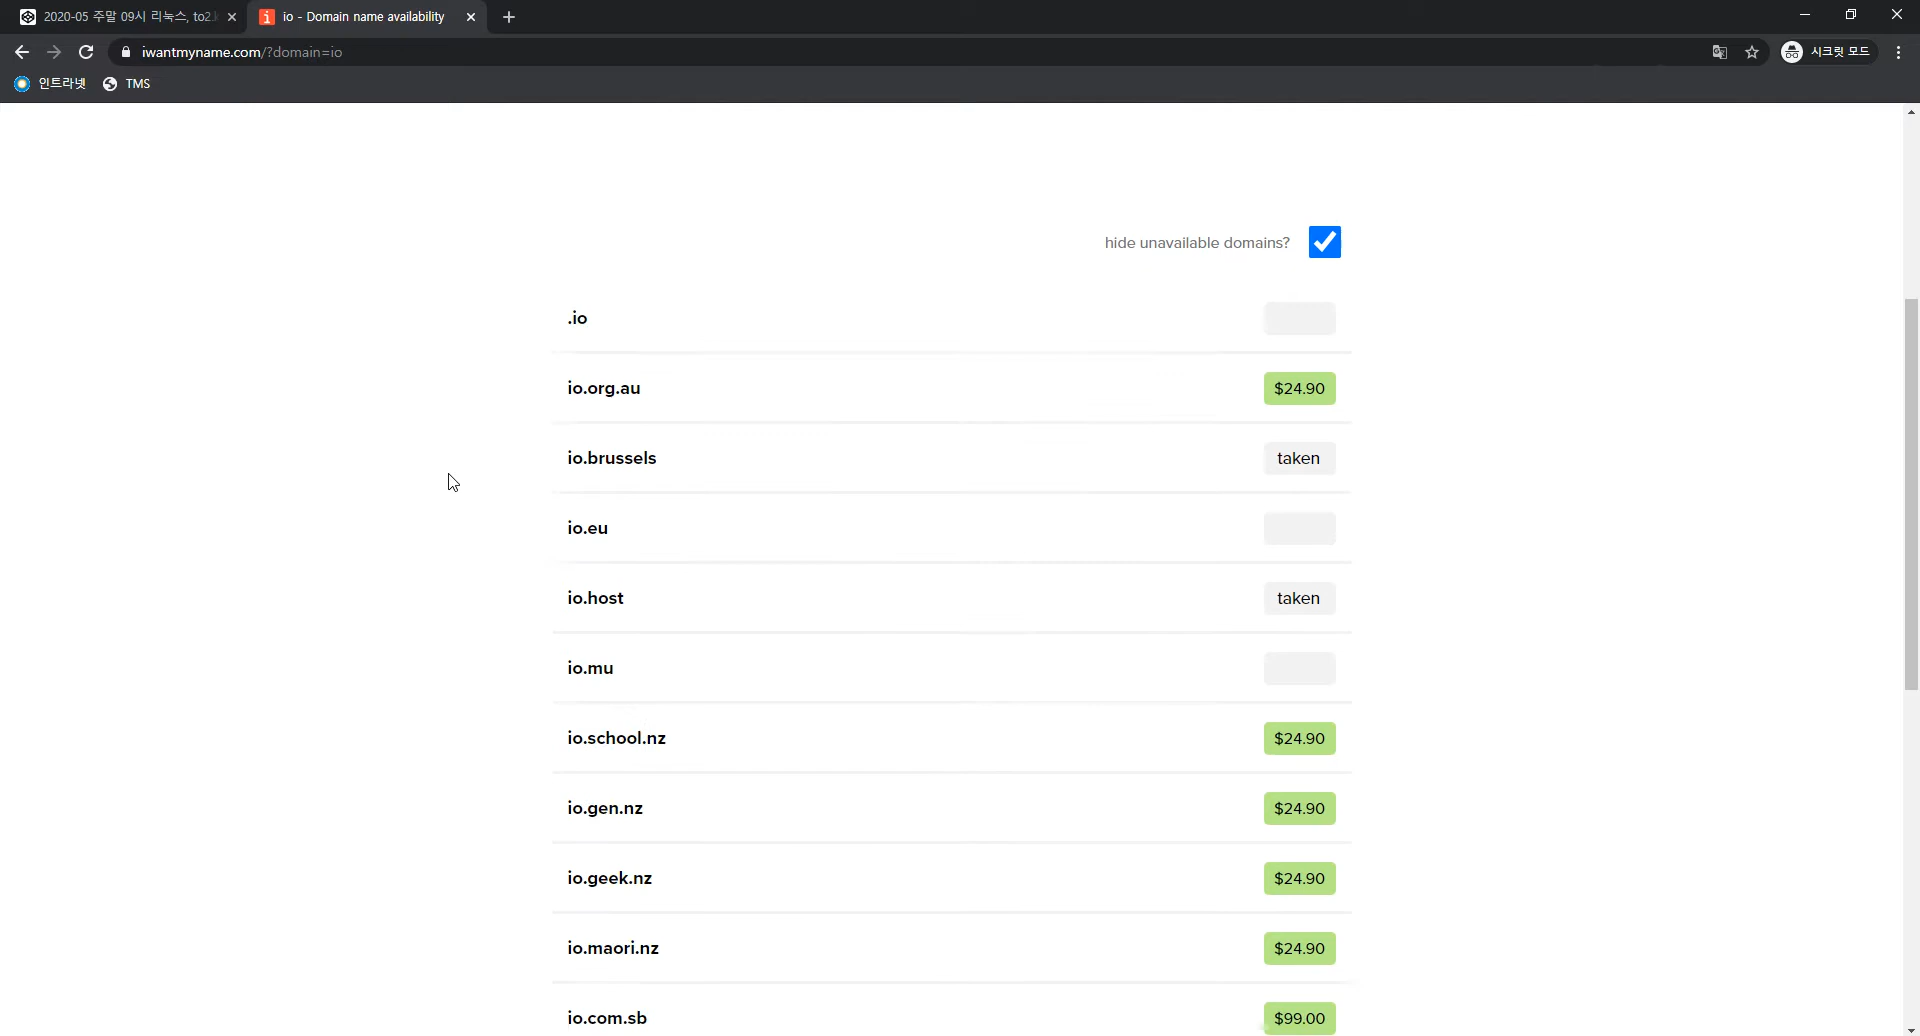 2020-05 주말 09시 리눅스, to2
io - Domain name availability
iwantmyname.com/?domain=io
시크릿 모드
인트라넷
TMS
hide unavailable domains?
.io
io.org.au $24.90
io.brussels taken
io.eu
io.host taken
io.mu
io.school.nz $24.90
io.gen.nz $24.90
io.geek.nz $24.90
io.maori.nz $24.90
io.com.sb $99.00